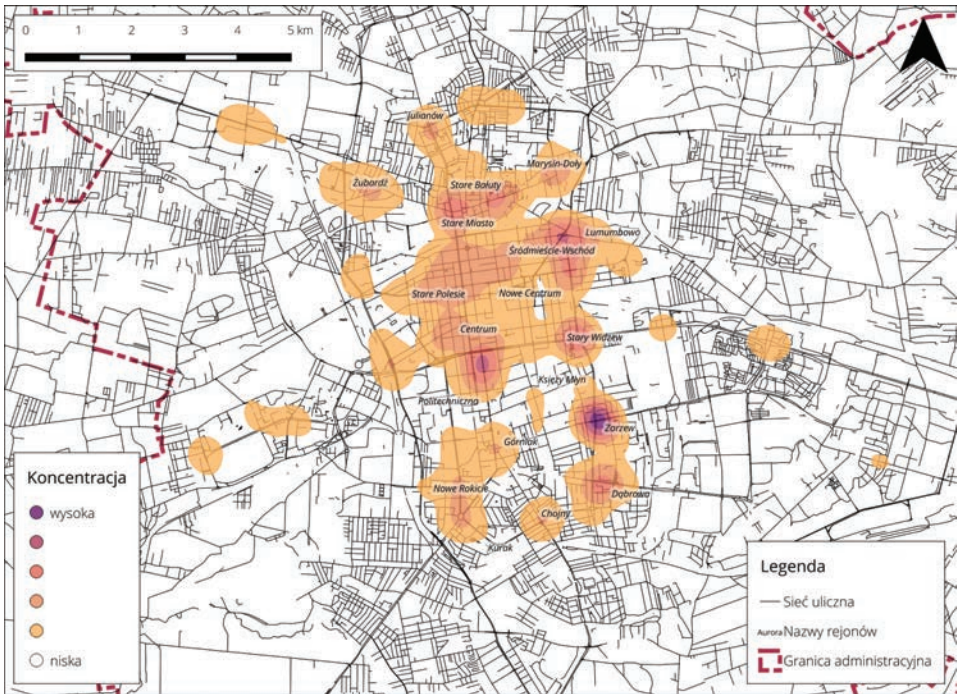 0 1 2 3 4 5 km
Julianów
Marysin-Doły
Żubardź
Stare Bałuty
Stare Miasto
Lumumbowo
Śródmieście-Wschód
Stare Polesie
Nowe Centrum
Centrum
Stary Widzew
Księży Młyn
Politechniczna
Zarzew
Górniak
Nowe Rokicie
Dąbrowa
Chojny
Kurak
Koncentracja
wysoka
niska
Legenda
Sieć uliczna
Aurora Nazwy rejonów
Granica administracyjna